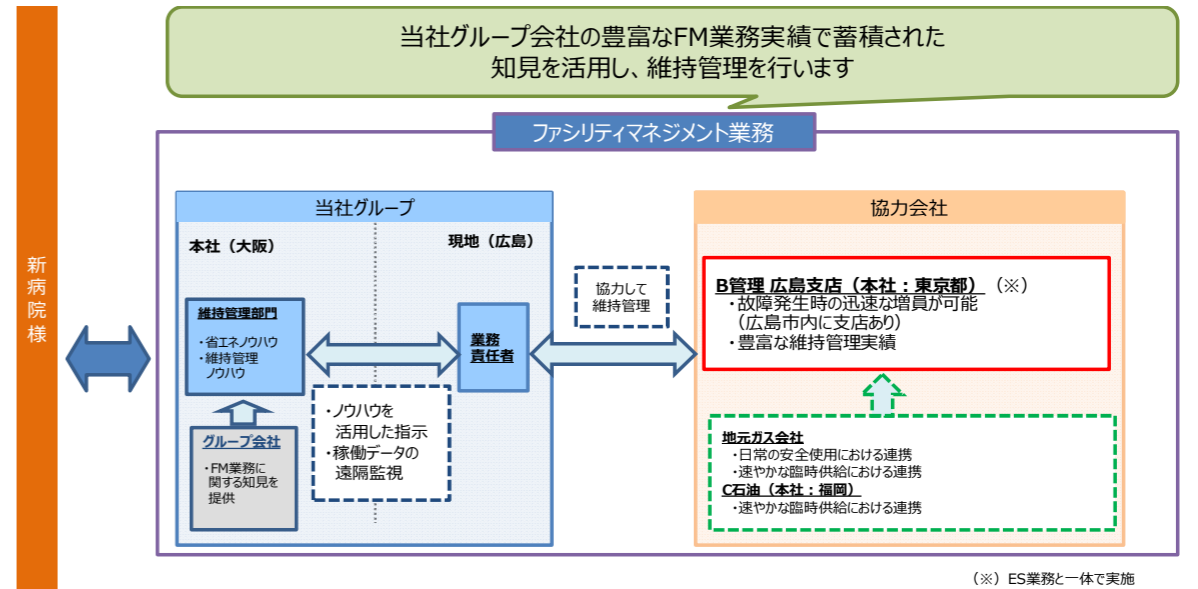 当社グループ会社の豊富なFM業務実績で蓄積された
知見を活用し、維持管理を行います
ファシリティマネジメント業務
新病院様
当社グループ
本社（大阪）
現地（広島）
維持管理部門
・省エネノウハウ
・維持管理
ノウハウ
グループ会社
・FM業務に
関する知見を
提供
・ノウハウを
活用した指示
・稼働データの
遠隔監視
業務
責任者
協力して
維持管理
協力会社
B管理 広島支店（本社：東京都）（※）
・故障発生時の迅速な増員が可能
（広島市内に支店あり）
・豊富な維持管理実績
地元ガス会社
・日常の安全使用における連携
・速やかな臨時供給における連携
C石油（本社：福岡）
・速やかな臨時供給における連携
（※）ES業務と一体で実施